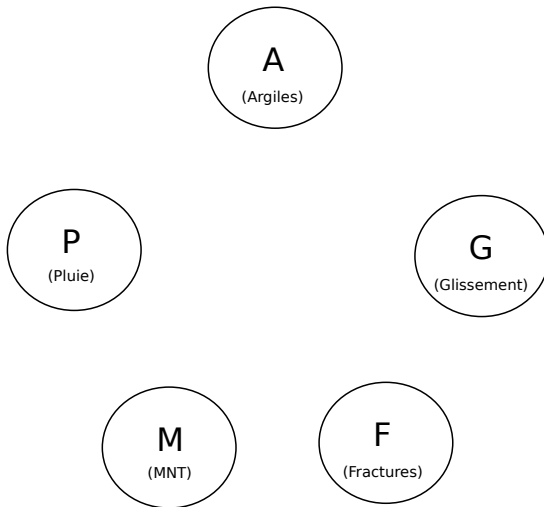 A
(Argiles)
P
(Pluie)
G
(Glissement)
M
(MNT)
F
(Fractures)